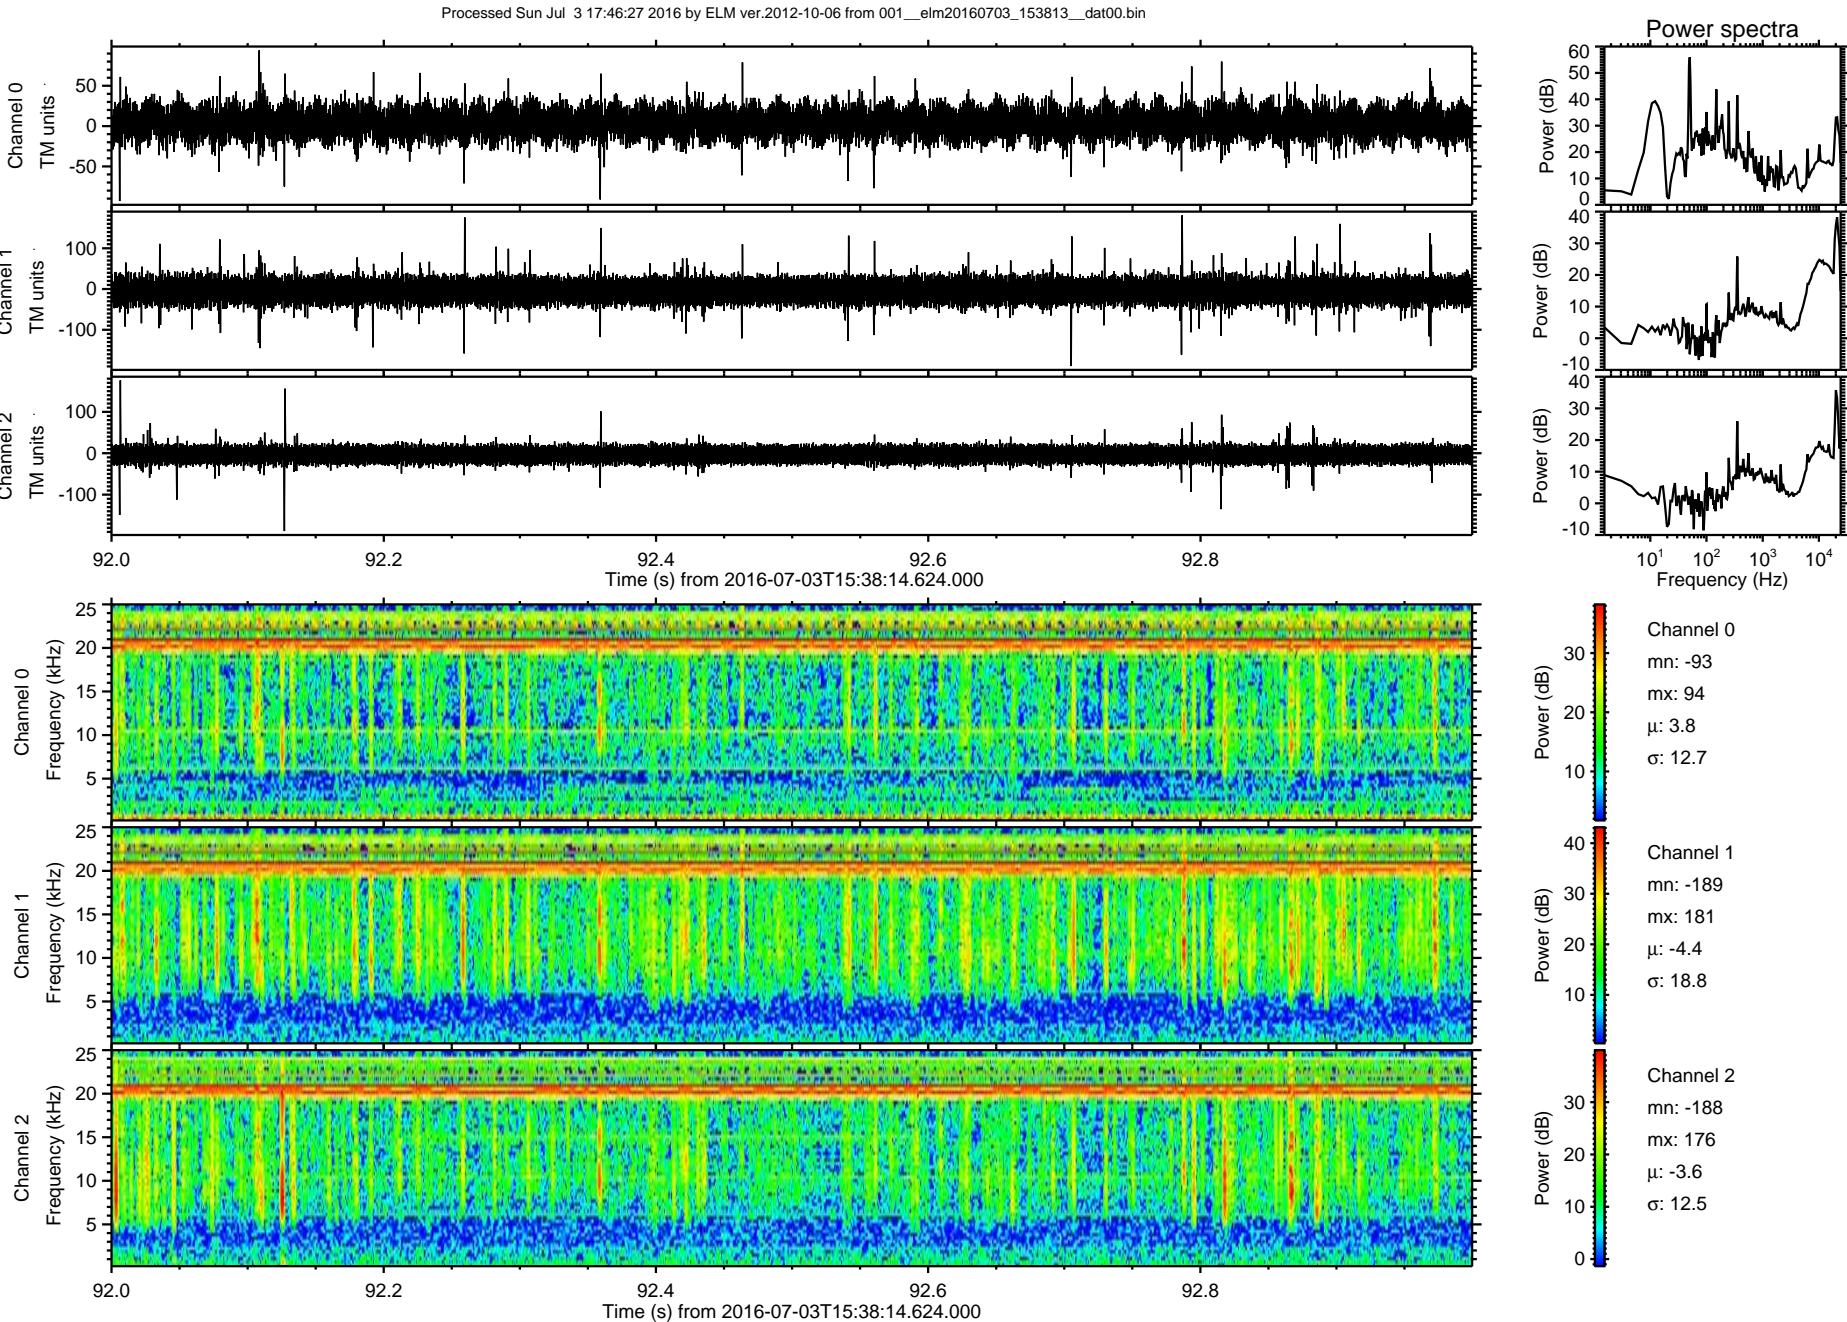 Processed Sun Jul 3 17:46:27 2016 by ELM ver.2012-10-06 from 001__elm20160703_153813__dat00.bin
Power spectra
Channel 0
TM units
50
0
-50
Power (dB)
60
50
40
30
20
10
0
Channel 1
TM units
100
0
-100
Power (dB)
40
30
20
10
0
-10
Channel 2
TM units
100
0
-100
Power (dB)
40
30
20
10
0
-10
92.0 92.2 92.4 92.6 92.8
Time (s) from 2016-07-03T15:38:14.624.000
10^1 10^2 10^3 10^4
Frequency (Hz)
Channel 0
Frequency (kHz)
25
20
15
10
5
Power (dB)
30
20
10
Channel 0
mn: -93
mx: 94
μ: 3.8
σ: 12.7
Channel 1
Frequency (kHz)
25
20
15
10
5
Power (dB)
40
30
20
10
Channel 1
mn: -189
mx: 181
μ: -4.4
σ: 18.8
Channel 2
Frequency (kHz)
25
20
15
10
5
Power (dB)
30
20
10
0
Channel 2
mn: -188
mx: 176
μ: -3.6
σ: 12.5
92.0 92.2 92.4 92.6 92.8
Time (s) from 2016-07-03T15:38:14.624.000